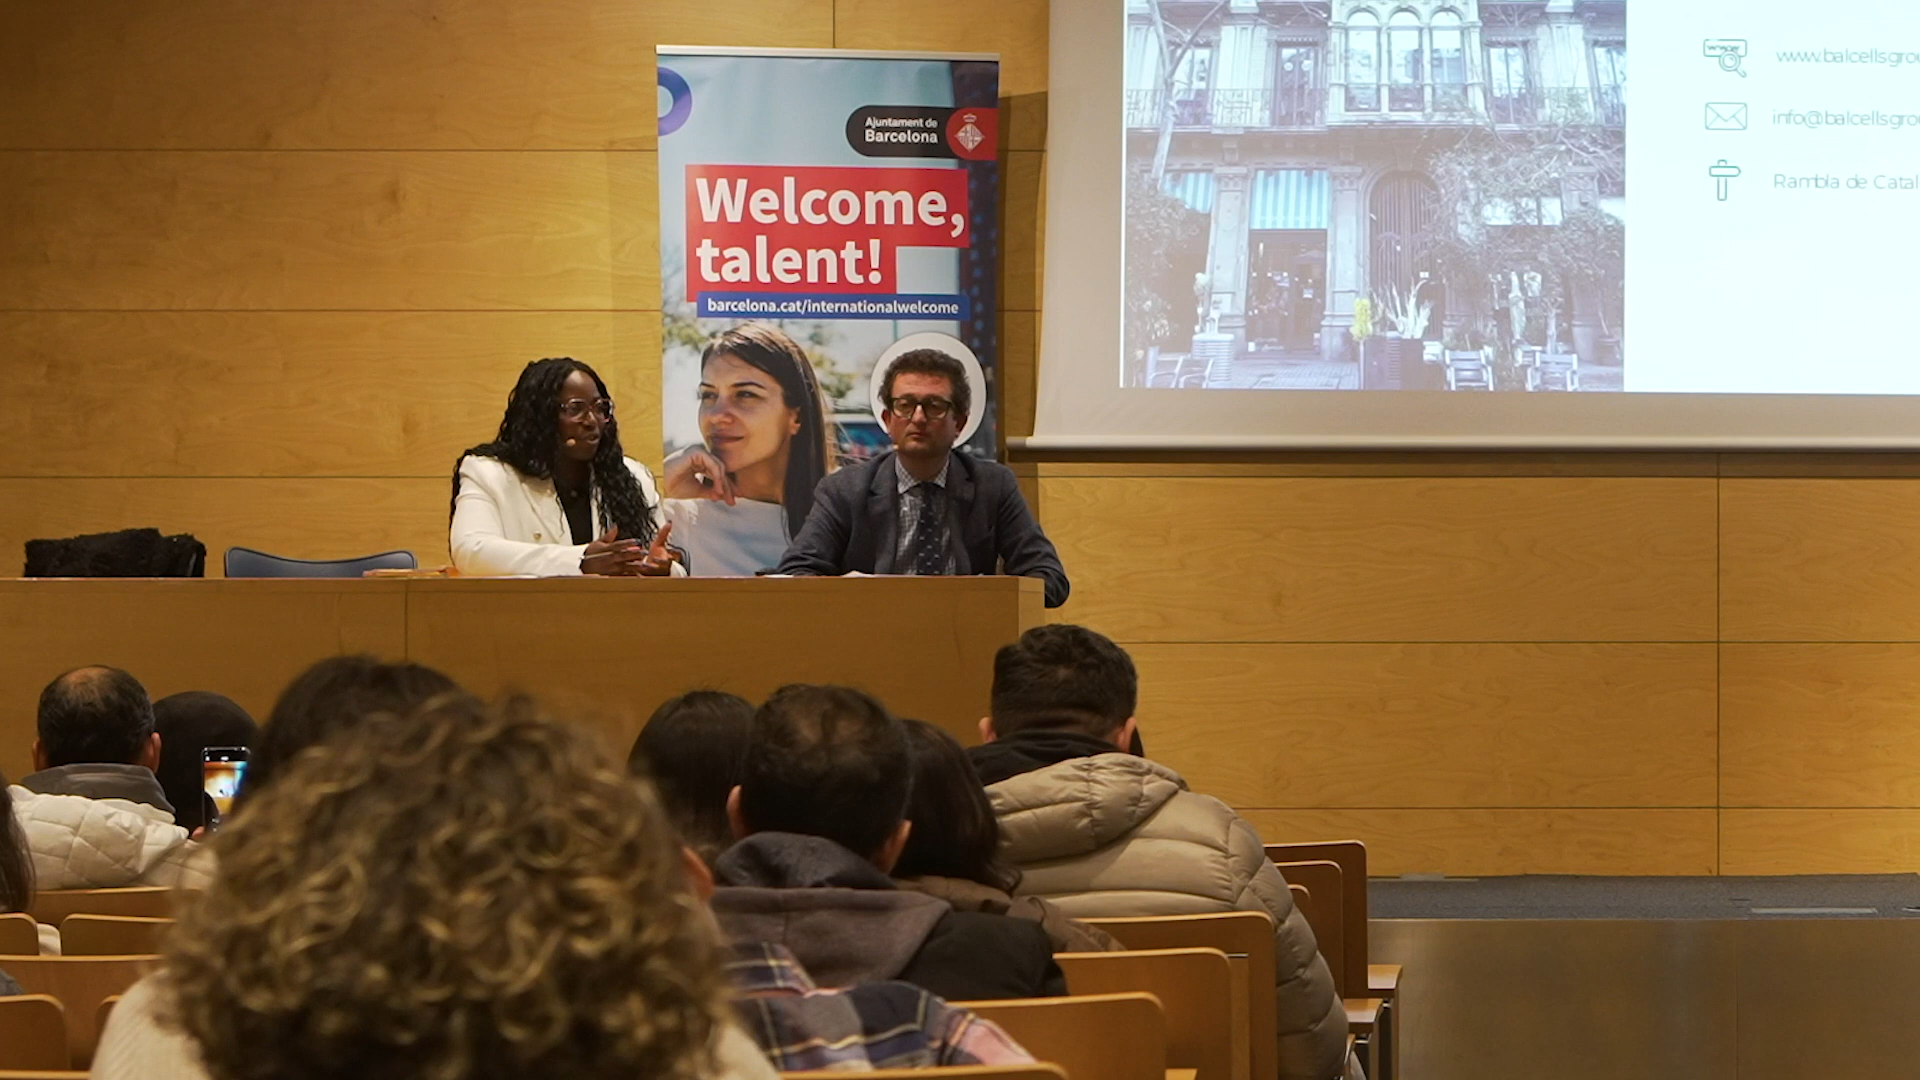 Ajuntament de
Barcelona
Welcome,
talent!
barcelona.cat/internationalwelcome
www.balcellsgro
info@balcellsgro
Rambla de Catal